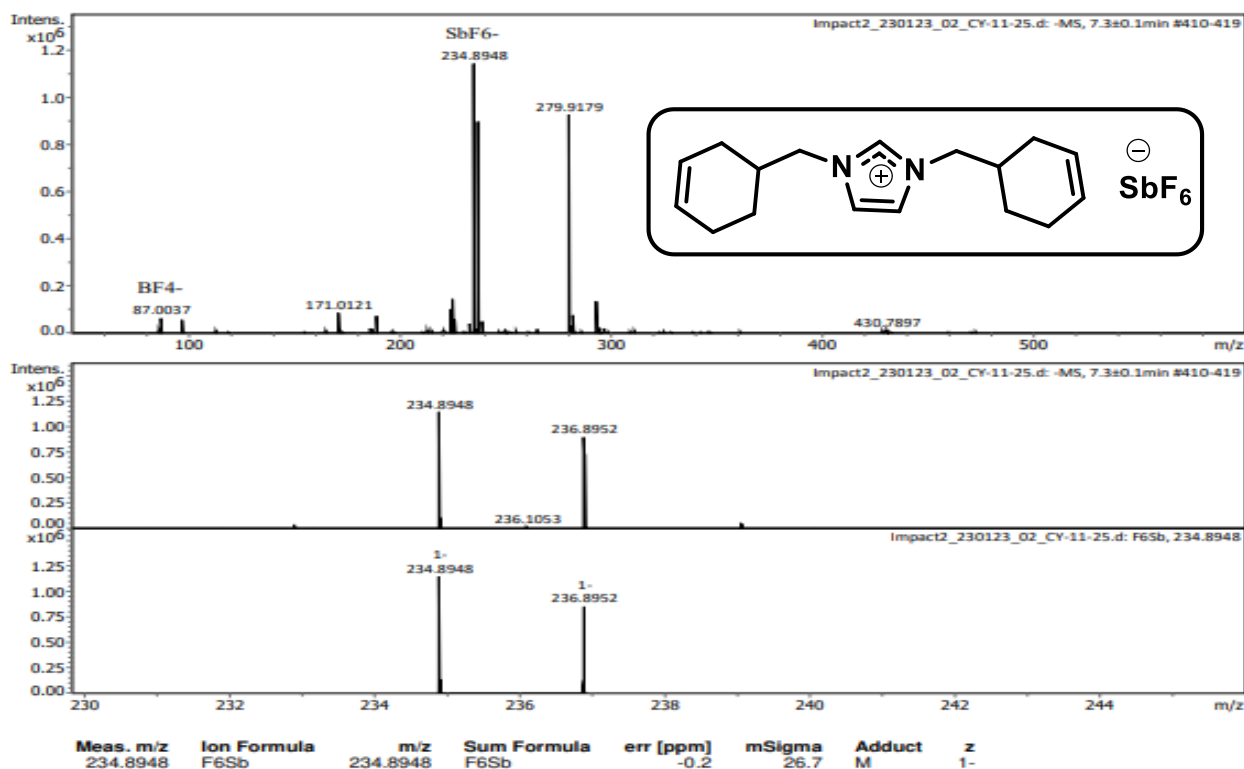 Intens.
x10⁶
Impact2_230123_02_CY-11-25.d: -MS, 7.3±0.1min #410-419
SbF6-
234.8948
1.2
1.0
0.8
0.6
0.4
0.2
0.0
279.9179
N N
⊕
⊖
SbF₆
BF4-
87.0037
171.0121
430.7897
100 200 300 400 500 m/z
Intens.
x10⁶
Impact2_230123_02_CY-11-25.d: -MS, 7.3±0.1min #410-419
1.25
1.00
0.75
0.50
0.25
0.00
234.8948
236.8952
236.1053
x10⁶
Impact2_230123_02_CY-11-25.d: F6Sb, 234.8948
1.25
1.00
0.75
0.50
0.25
0.00
1-
234.8948
1-
236.8952
230 232 234 236 238 240 242 244 m/z
Meas. m/z Ion Formula m/z Sum Formula err [ppm] mSigma Adduct z
234.8948 F6Sb 234.8948 F6Sb -0.2 26.7 M 1-